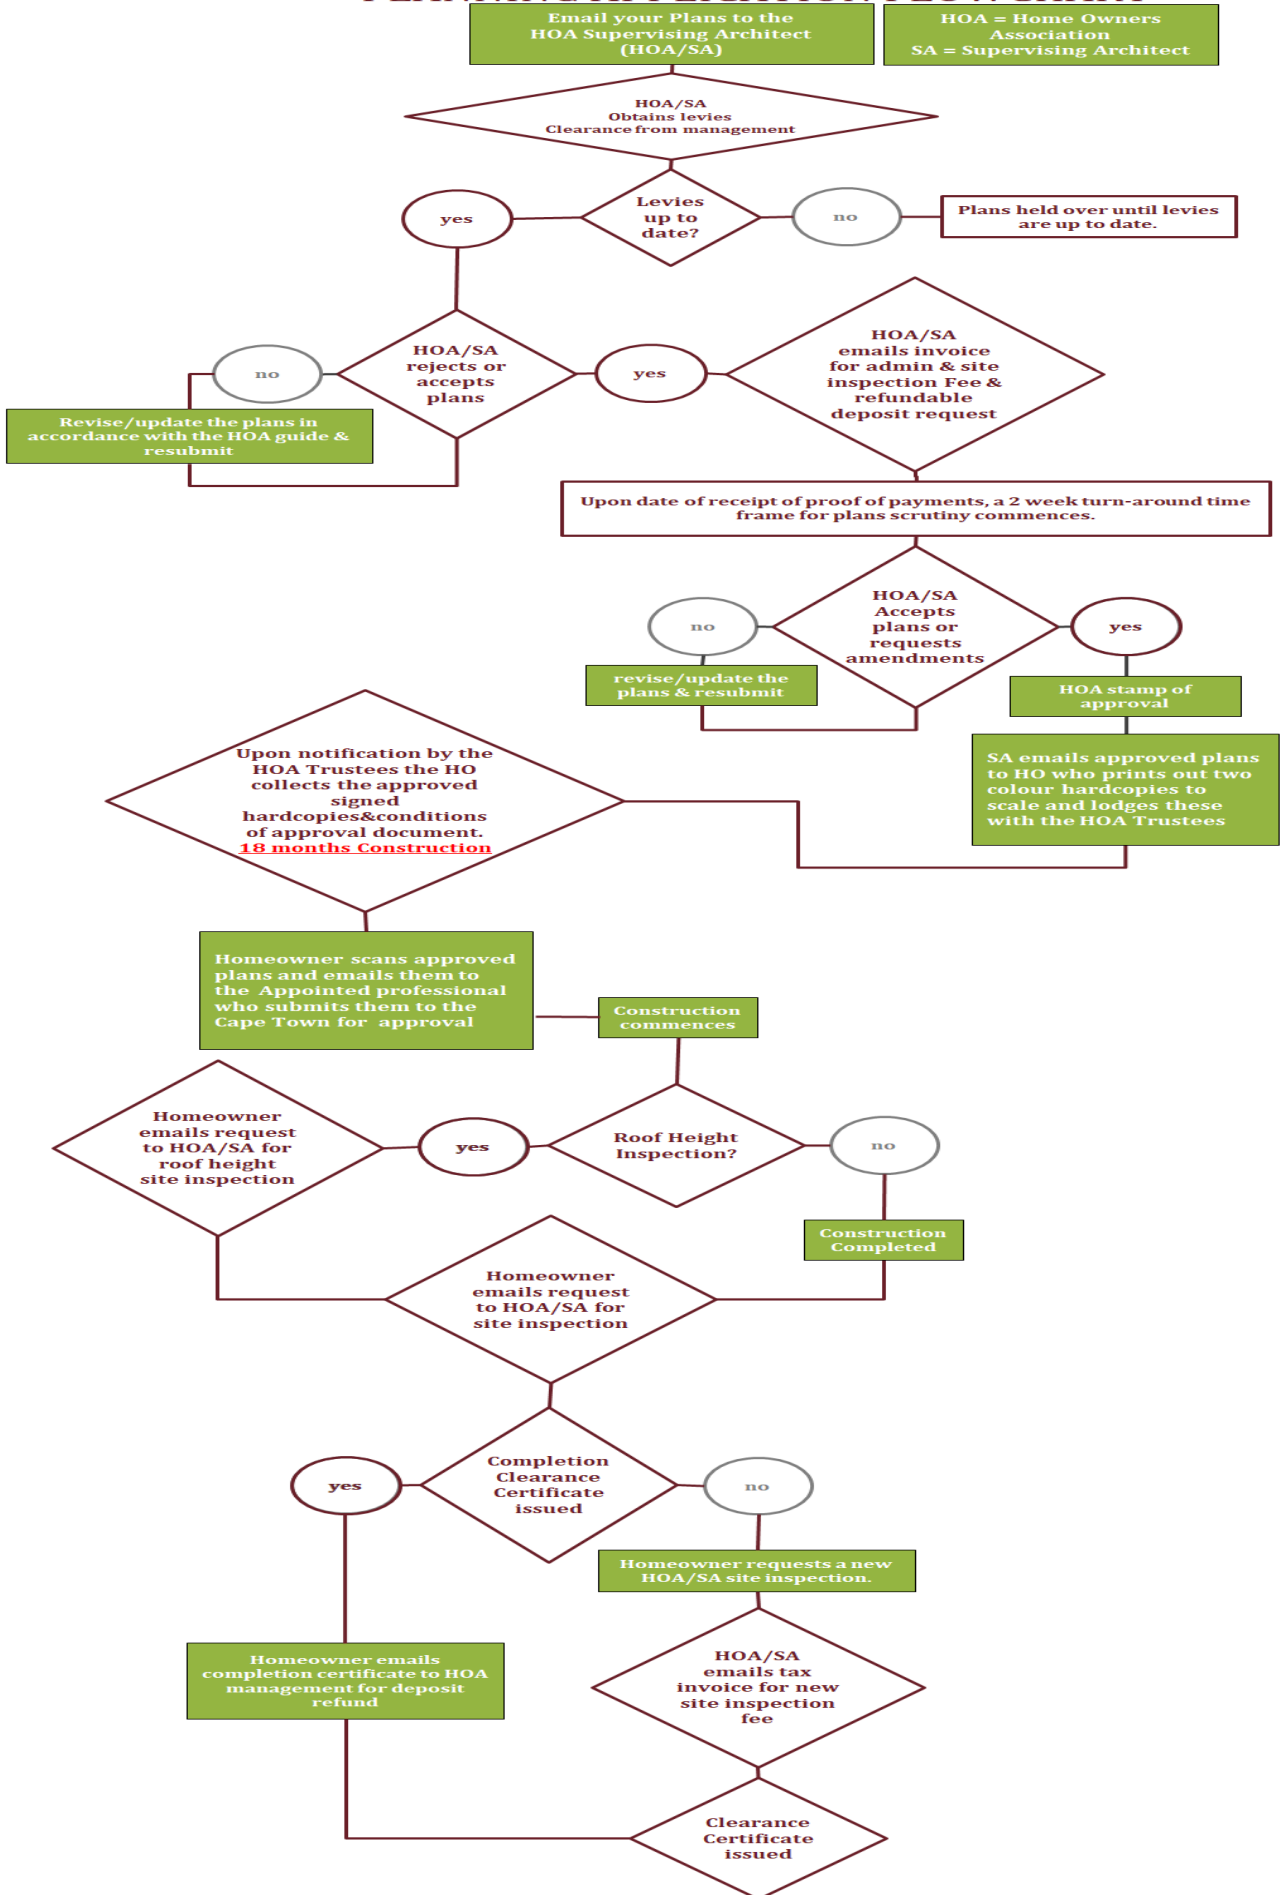 Email your Plans to the
HOA Supervising Architect
(HOA/SA)
HOA = Home Owners
Association
SA = Supervising Architect
HOA/SA
Obtains levies
Clearance from management
Levies
up to
date?
yes
no
Plans held over until levies
are up to date.
HOA/SA
rejects or
accepts
plans
no
yes
HOA/SA
emails invoice
for admin & site
inspection Fee &
refundable
deposit request
Revise/update the plans in
accordance with the HOA guide &
resubmit
Upon date of receipt of proof of payments, a 2 week turn-around time
frame for plans scrutiny commences.
HOA/SA
Accepts
plans or
requests
amendments
no
yes
revise/update the
plans & resubmit
HOA stamp of
approval
SA emails approved plans
to HO who prints out two
colour hardcopies to
scale and lodges these
with the HOA Trustees
Upon notification by the
HOA Trustees the HO
collects the approved
signed
hardcopies&conditions
of approval document.
18 months Construction
Homeowner scans approved
plans and emails them to
the Appointed professional
who submits them to the
Cape Town for approval
Construction
commences
Homeowner
emails request
to HOA/SA for
roof height
site inspection
yes
Roof Height
Inspection?
no
Construction
Completed
Homeowner
emails request
to HOA/SA for
site inspection
Completion
Clearance
Certificate
issued
yes
no
Homeowner requests a new
HOA/SA site inspection.
Homeowner emails
completion certificate to HOA
management for deposit
refund
HOA/SA
emails tax
invoice for new
site inspection
fee
Clearance
Certificate
issued